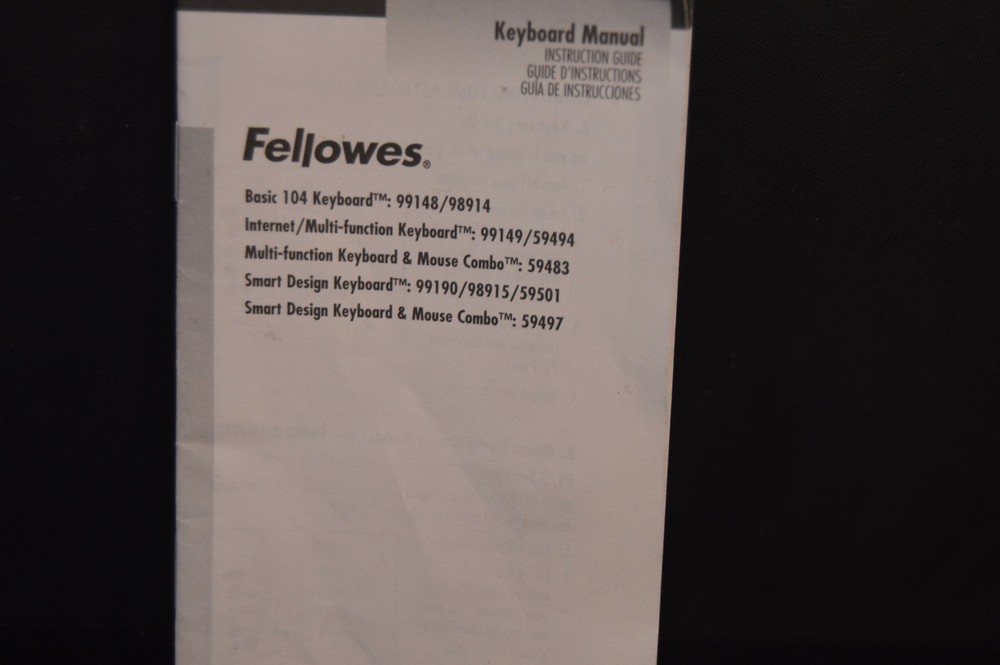 Keyboard Manual
INSTRUCTION GUIDE
GUIDE D'INSTRUCTIONS
GUÍA DE INSTRUCCIONES
Fellowes®
Basic 104 Keyboard™: 99148/98914
Internet/Multi-function Keyboard™: 99149/59494
Multi-function Keyboard & Mouse Combo™: 59483
Smart Design Keyboard™: 99190/98915/59501
Smart Design Keyboard & Mouse Combo™: 59497